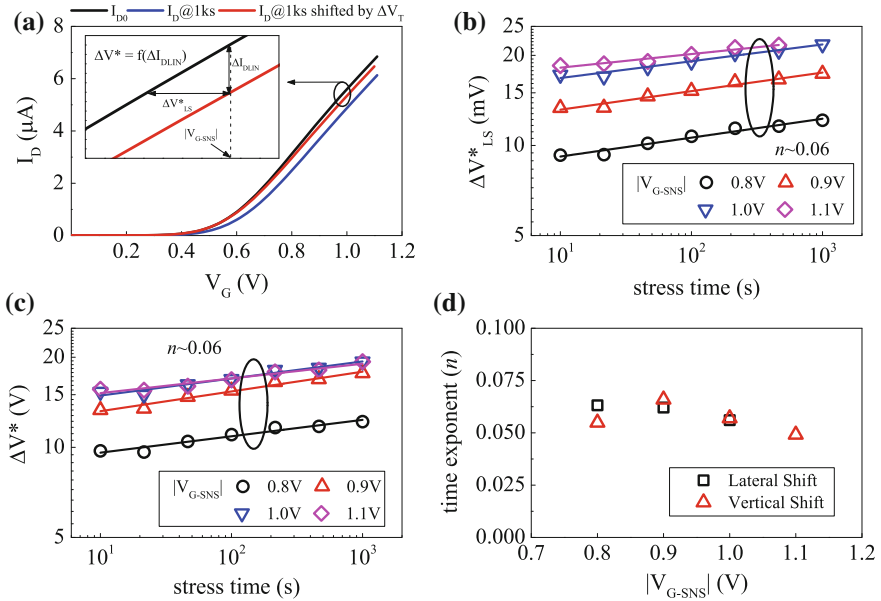 (a)
I_D0 I_D@1ks I_D@1ks shifted by ΔV_T
ΔV* = f(ΔI_DLIN)
ΔI_DLIN
ΔV*_LS
|V_G-SNS|
I_D (μA)
8
6
4
2
0
0.2 0.4 0.6 0.8 1.0 1.2
V_G (V)
(b)
ΔV*_LS (mV)
25
20
15
10
5
n~0.06
|V_G-SNS| 0.8V 0.9V
1.0V 1.1V
10^1 10^2 10^3
stress time (s)
(c)
ΔV* (V)
25
20
15
10
5
n~0.06
|V_G-SNS| 0.8V 0.9V
1.0V 1.1V
10^1 10^2 10^3
stress time (s)
(d)
time exponent (n)
0.100
0.075
0.050
0.025
0.000
Lateral Shift
Vertical Shift
0.7 0.8 0.9 1.0 1.1 1.2
|V_G-SNS| (V)